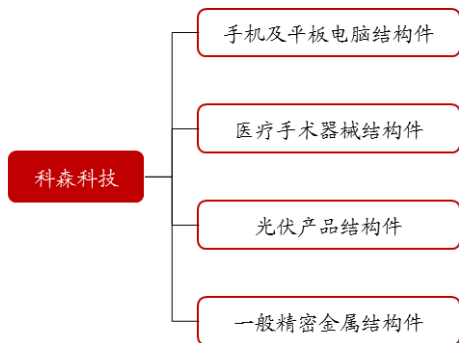 手机及平板电脑结构件
医疗手术器械结构件
科森科技
光伏产品结构件
一般精密金属结构件